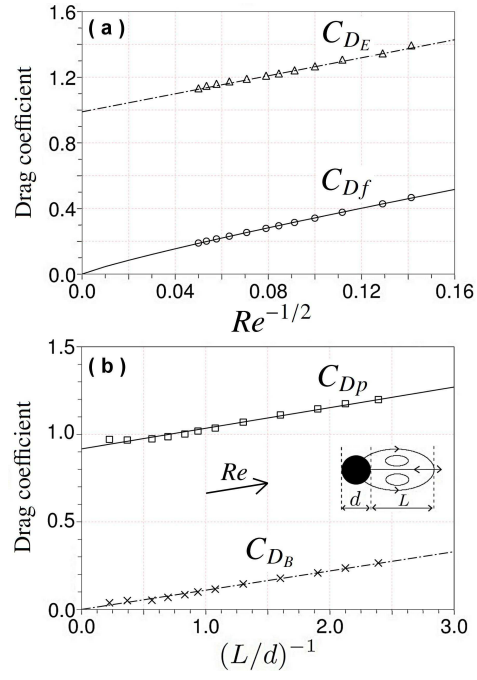 ( a )
C_{D_E}
C_{Df}
Drag coefficient
1.6
1.2
0.8
0.4
0.0
0.00 0.04 0.08 0.12 0.16
Re^{-1/2}
( b )
C_{Dp}
Re
d L
C_{D_B}
Drag coefficient
1.5
1.0
0.5
0.0
0.0 1.0 2.0 3.0
(L/d)^{-1}